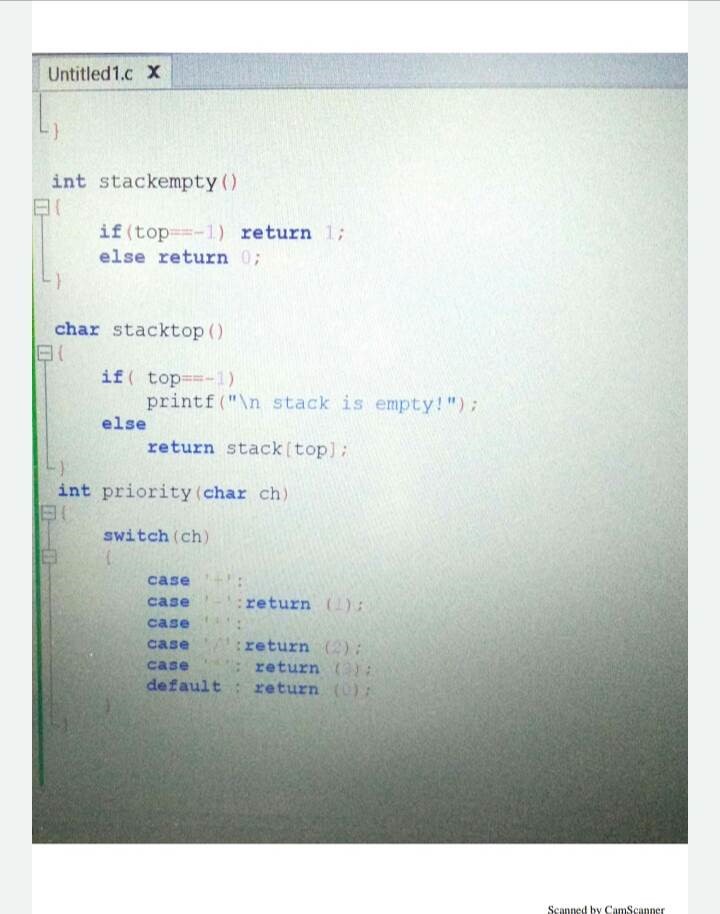 Untitled1.c X
}
int stackempty()
{
if(top==-1) return 1;
else return 0;
}
char stacktop()
{
if( top==-1)
printf("\n stack is empty!");
else
return stack[top];
}
int priority(char ch)
{
switch(ch)
{
case '+':
case '-':return (1);
case
case '/':return (2);
case : return (3);
default : return (0);
}
}
Scanned by CamScanner